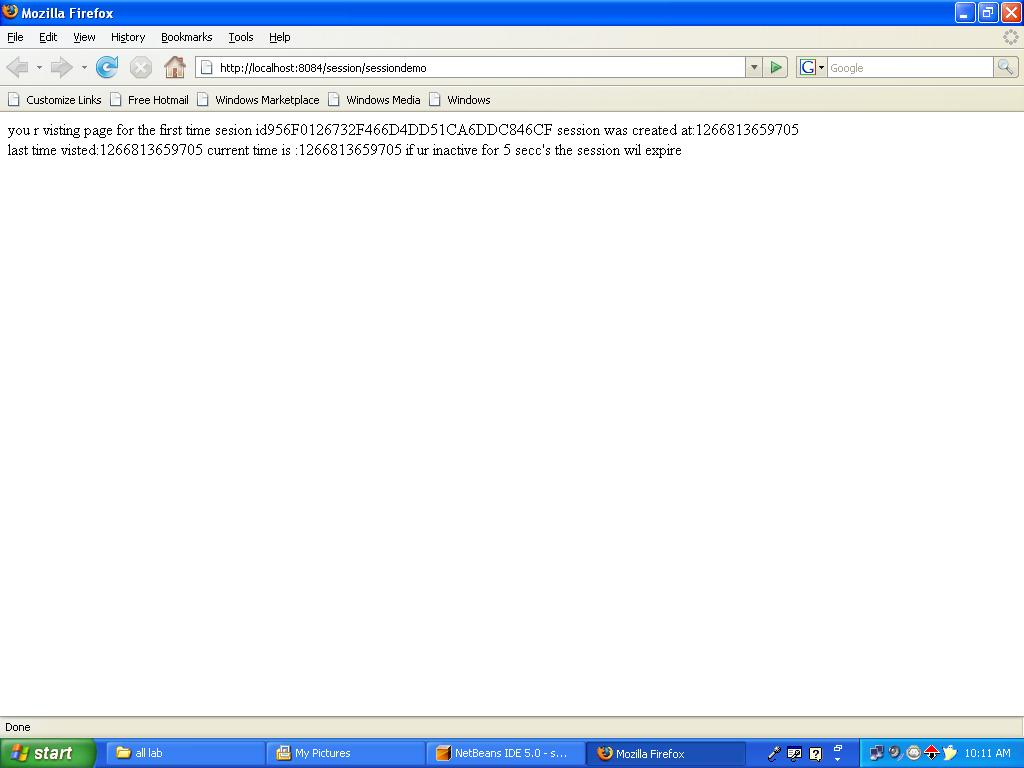 Mozilla Firefox
File Edit View History Bookmarks Tools Help
http://localhost:8084/session/sessiondemo
G Google
Customize Links Free Hotmail Windows Marketplace Windows Media Windows
you r visting page for the first time sesion id956F0126732F466D4DD51CA6DDC846CF session was created at:1266813659705
last time visted:1266813659705 current time is :1266813659705 if ur inactive for 5 secc's the session wil expire
Done
start all lab My Pictures NetBeans IDE 5.0 - s... Mozilla Firefox 10:11 AM